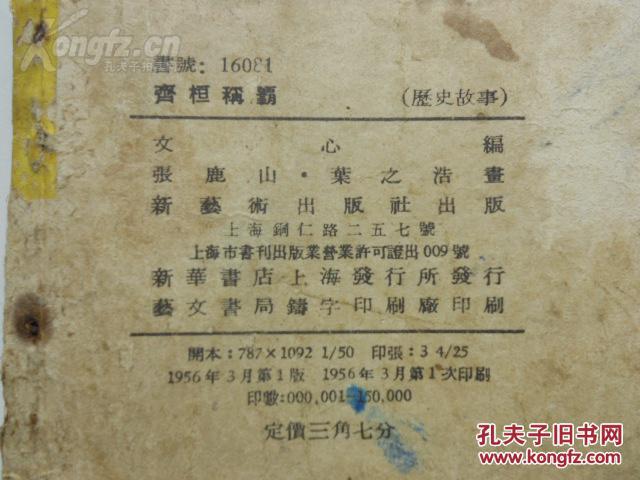 Kongfz.cn
孔夫子拍卖网
書號：16081
齊桓稱霸 (歷史故事)
文心編
張鹿山·葉之浩畫
新藝術出版社出版
上海銅仁路二五七號
上海市書刊出版業營業許可證出009號
新華書店上海發行所發行
藝文書局鑄字印刷廠印刷
開本：787×1092 1/50 印張：3 4/25
1956年3月第1版 1956年3月第1次印刷
印數：000,001—150,000
定價三角七分
孔夫子旧书网
www.kongfz.com